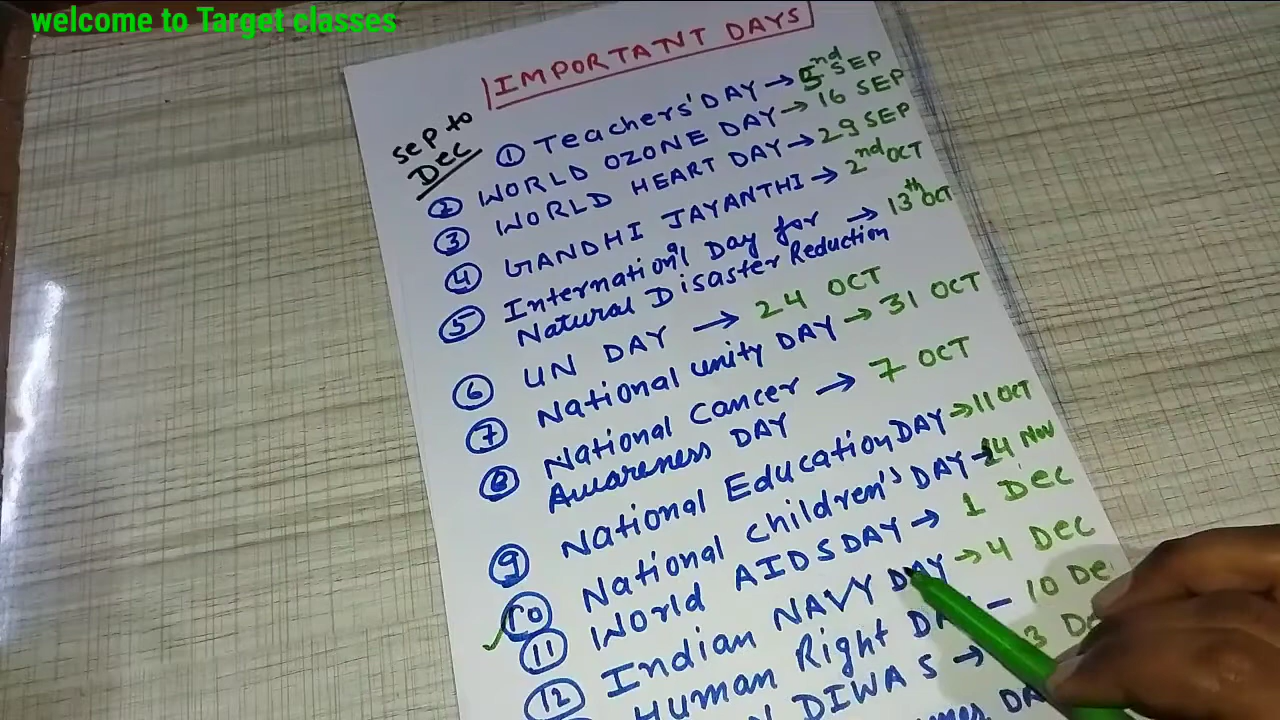 welcome to Target classes
IMPORTANT DAYS
Sep to
Dec
① Teachers' DAY → 5nd SEP
② WORLD OZONE DAY → 16 SEP
③ WORLD HEART DAY → 29 SEP
④ GANDHI JAYANTHI → 2nd OCT
⑤ International Day for → 13th OCT
Natural Disaster Reduction
⑥ UN DAY → 24 OCT
⑦ National unity DAY → 31 OCT
⑧ National Cancer → 7 OCT
Awareness DAY
⑨ National Education DAY → 11 OCT
⑩ National children's DAY - 14 Nov
⑪ World AIDS DAY → 1 Dec
⑫ Indian NAVY DAY → 4 Dec
Human Right - 10 De
DIWAS → 3